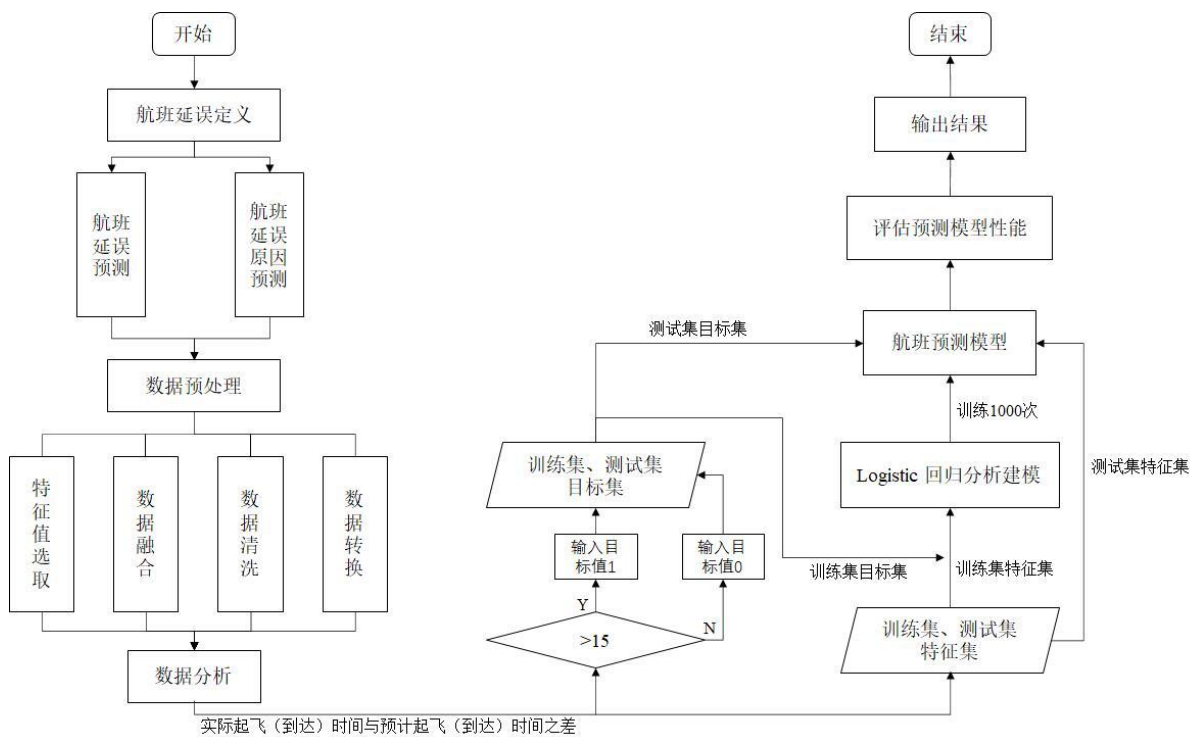 开始
航班延误定义
航班
延误
预测
航班
延误
原因
预测
数据预处理
特征值选取
数据融合
数据清洗
数据转换
数据分析
实际起飞（到达）时间与预计起飞（到达）时间之差
>15
Y
N
输入目
标值1
输入目
标值0
训练集、测试集
目标集
测试集目标集
训练集目标集
训练集、测试集
特征集
训练集特征集
测试集特征集
Logistic 回归分析建模
训练1000次
航班预测模型
评估预测模型性能
输出结果
结束